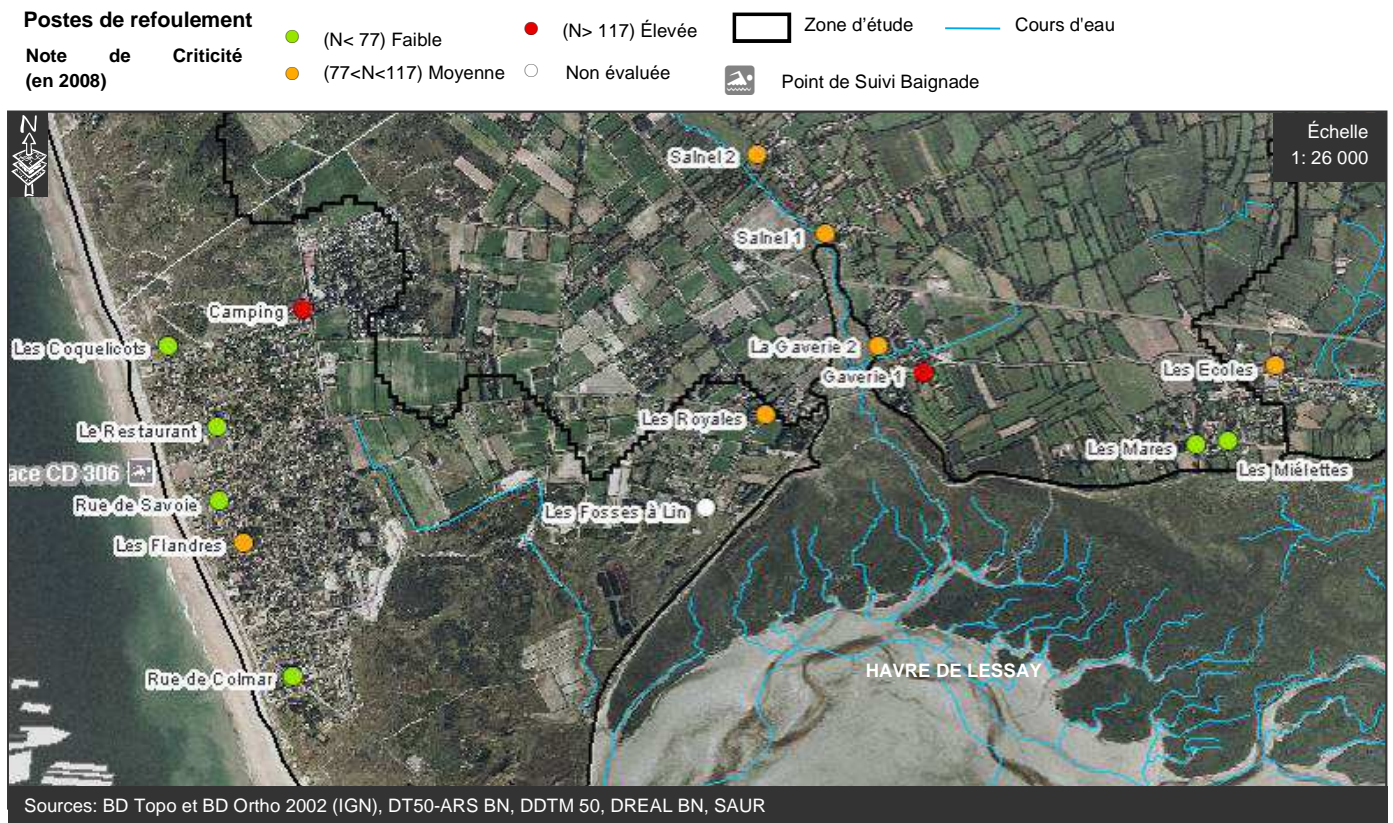 Postes de refoulement
Note de Criticité
(en 2008)
(N< 77) Faible
(77<N<117) Moyenne
(N> 117) Élevée
Non évaluée
Zone d'étude
Cours d'eau
Point de Suivi Baignade
N
Échelle
1: 26 000
Salnel 2
Salnel 1
Camping
Les Coquelicots
La Gaverie 2
Gaverie 1
Les Ecoles
Les Royales
Le Restaurant
Les Mares
Les Miélettes
ace CD 306
Rue de Savoie
Les Fosses à Lin
Les Flandres
HAVRE DE LESSAY
Rue de Colmar
Sources: BD Topo et BD Ortho 2002 (IGN), DT50-ARS BN, DDTM 50, DREAL BN, SAUR